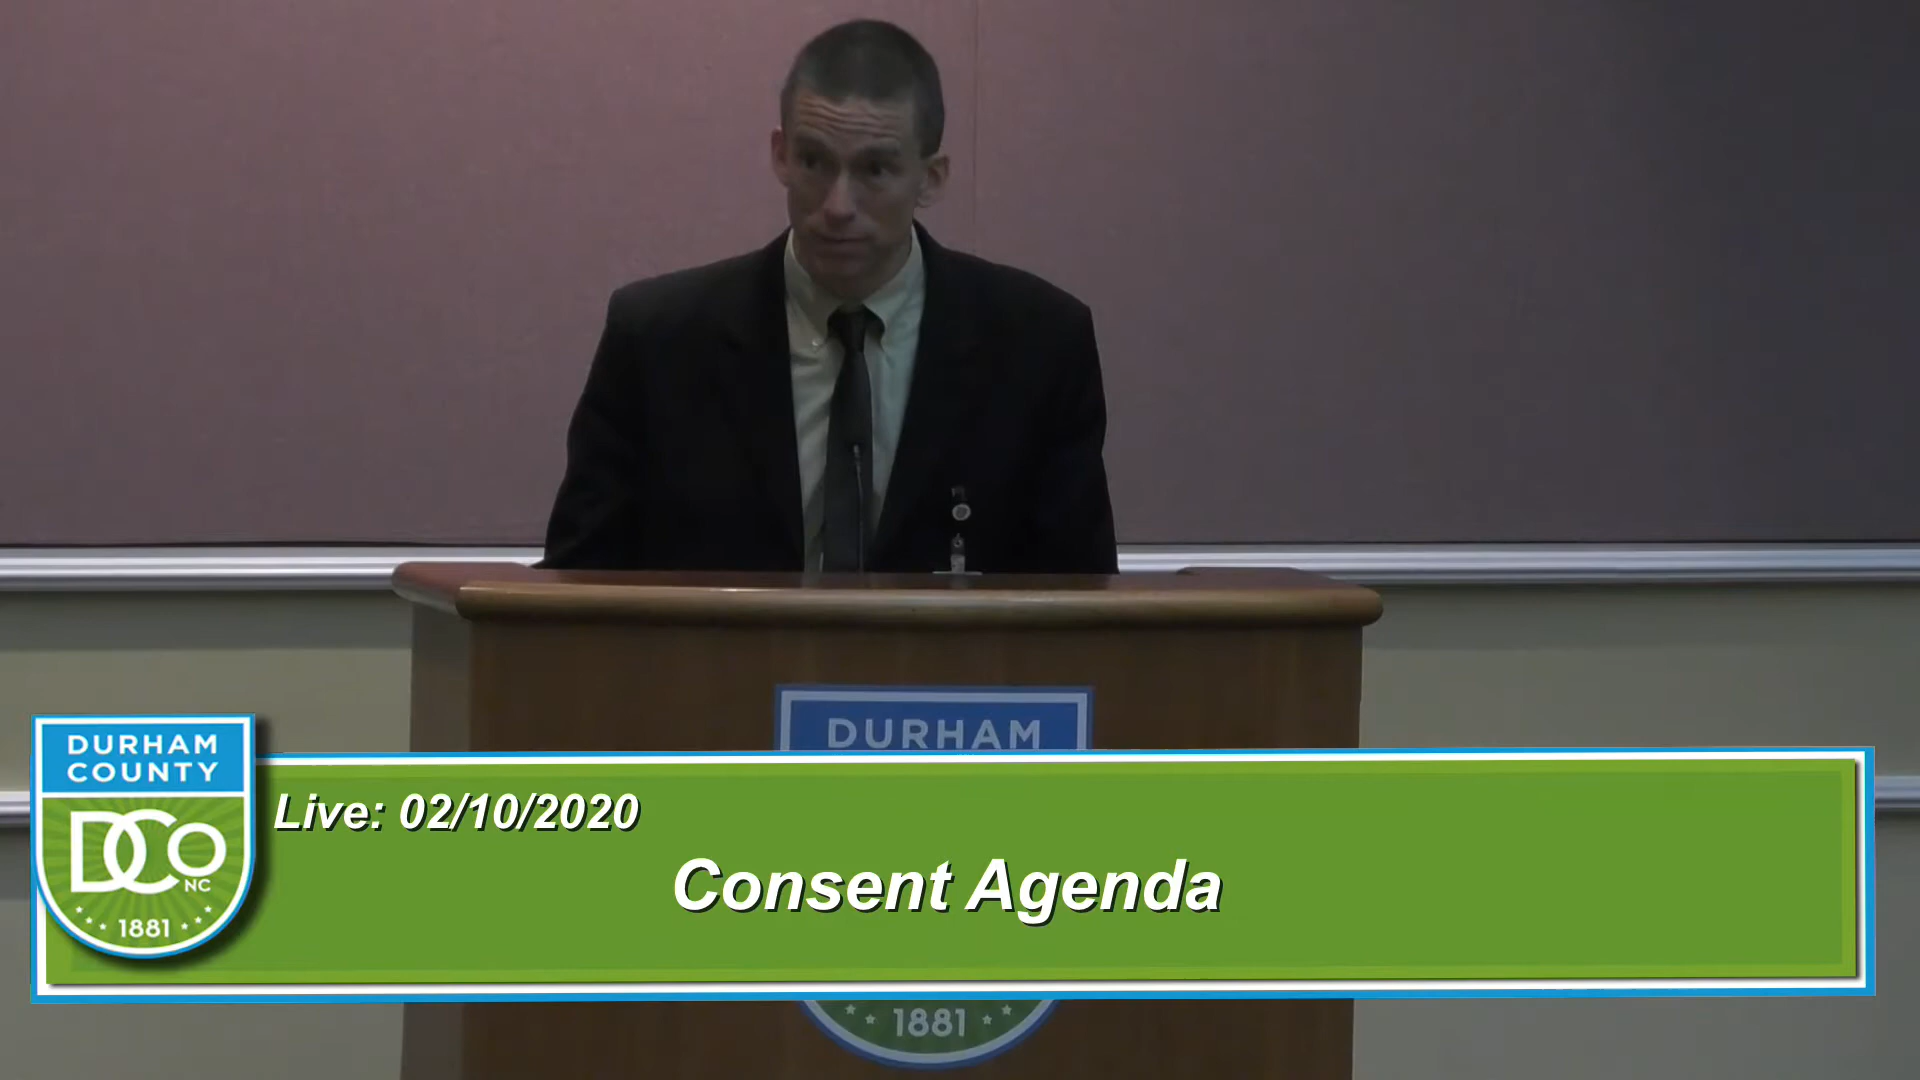 DURHAM
DURHAM
COUNTY
Live: 02/10/2020
DCo
NC
Consent Agenda
1881
1881